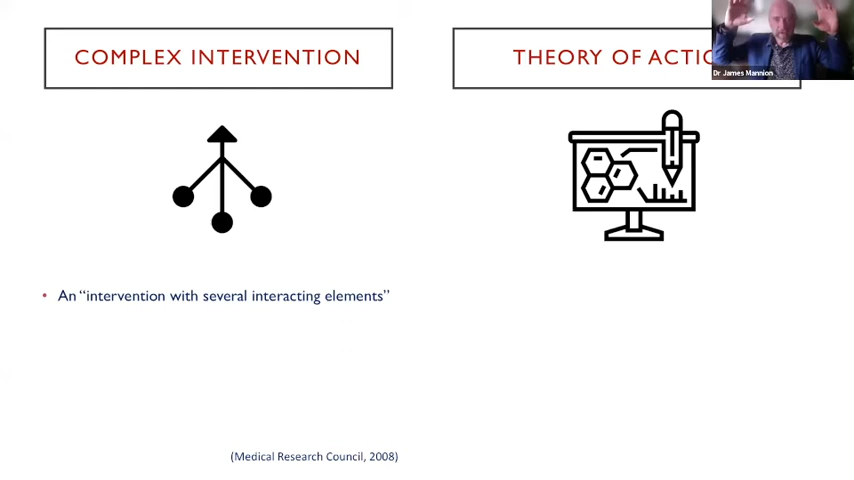 COMPLEX INTERVENTION
THEORY OF ACTIO
Dr James Mannion
• An “intervention with several interacting elements”
(Medical Research Council, 2008)